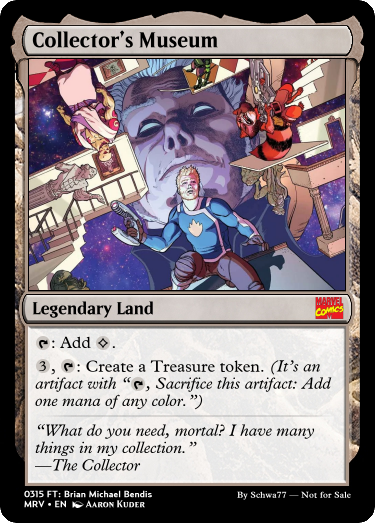 Collector's Museum
Legendary Land
MARVEL
COMICS
: Add .
3, : Create a Treasure token. (It's an
artifact with “, Sacrifice this artifact: Add
one mana of any color.”)
“What do you need, mortal? I have many
things in my collection.”
—The Collector
0315 FT: Brian Michael Bendis
MRV • EN Aaron Kuder
By Schwa77 — Not for Sale